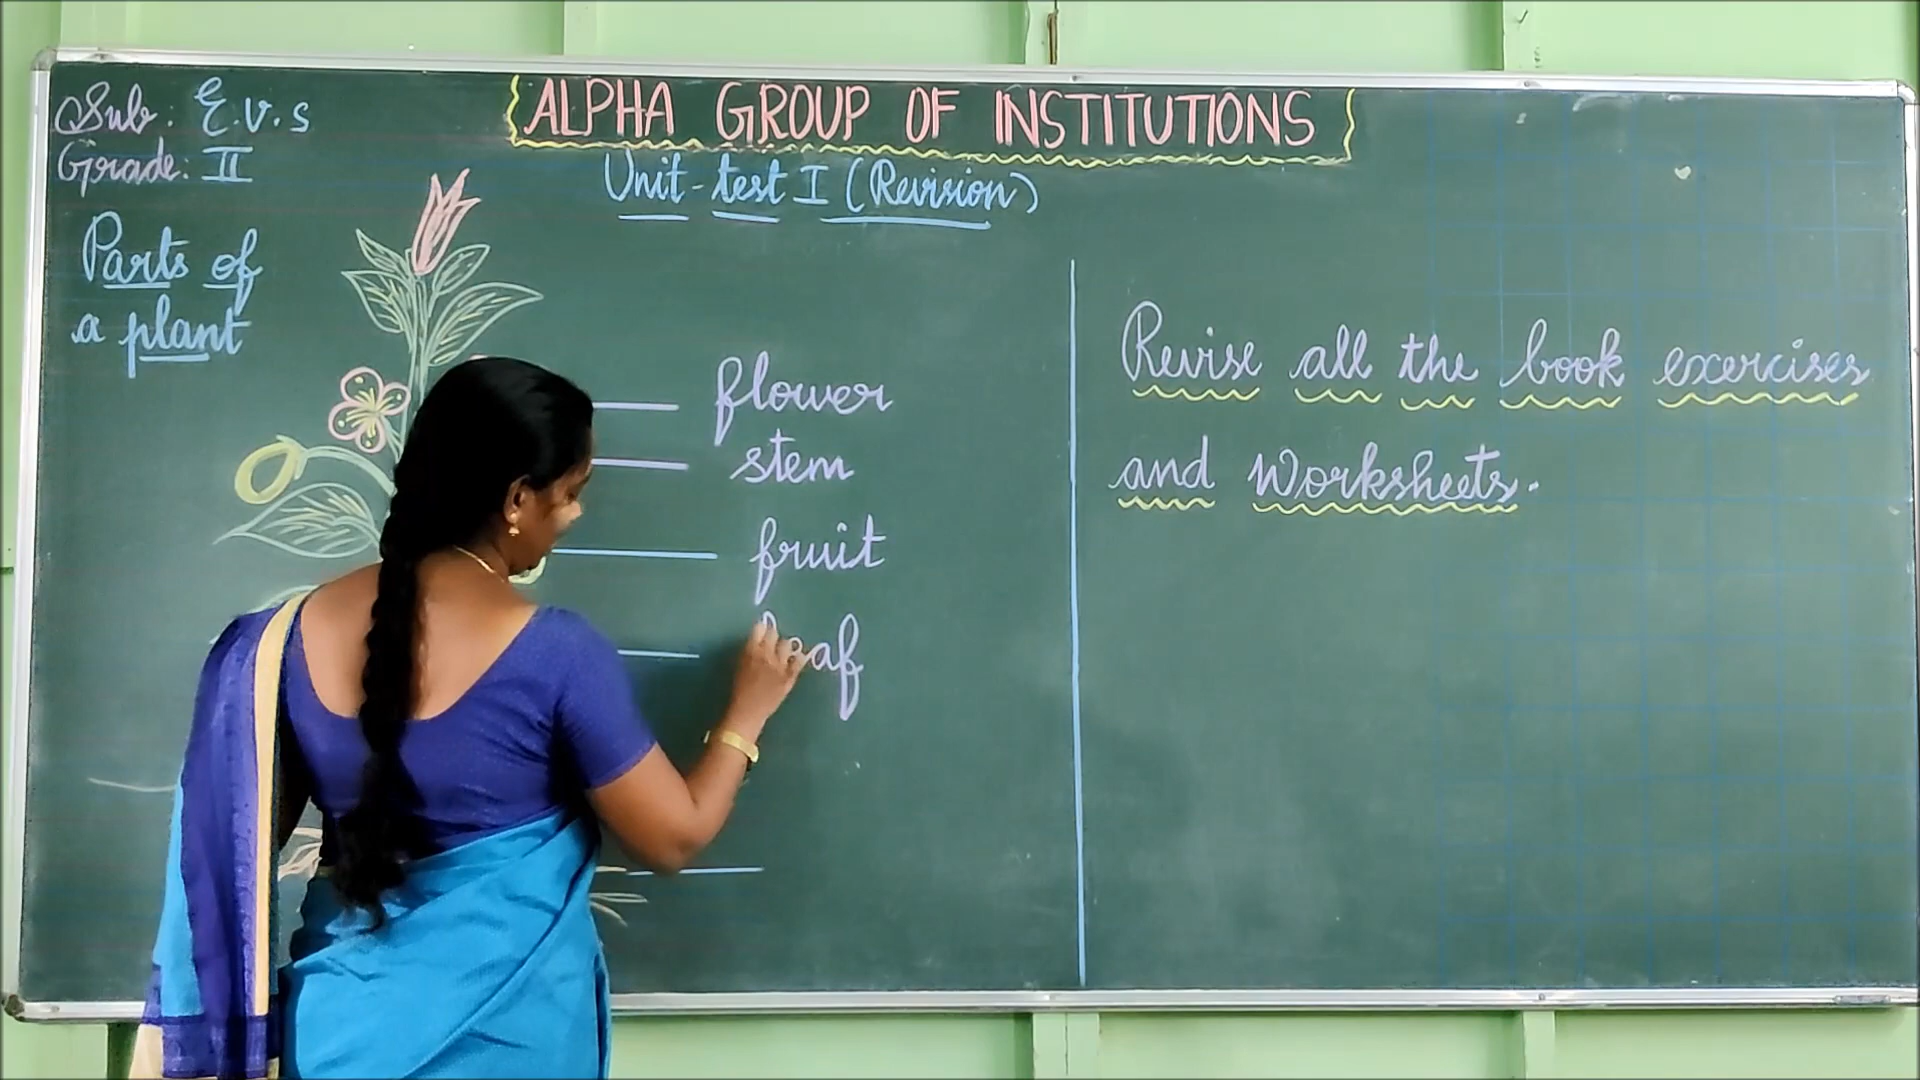 Sub: E.V.S
Grade: II
ALPHA GROUP OF INSTITUTIONS
Unit-test I (Revision)
Parts of
a plant
flower
stem
fruit
leaf
Revise all the book exercises
and Worksheets.